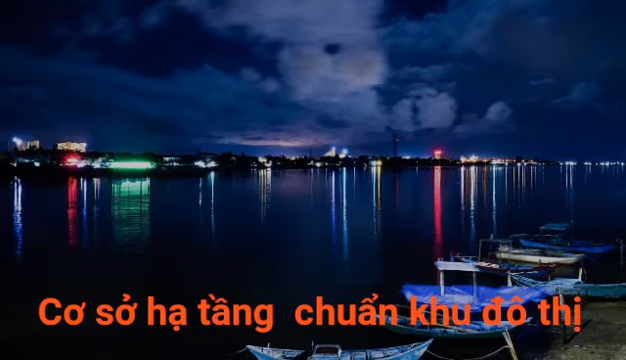 Cơ sở hạ tầng chuẩn khu đô thị